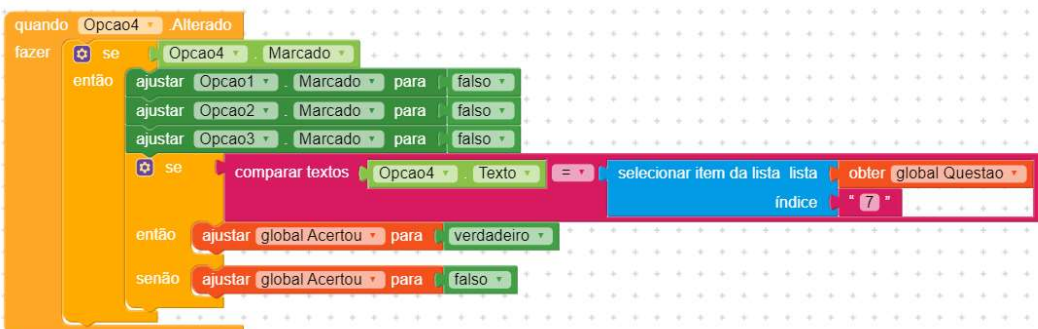 quando Opcao4 .Alterado
fazer se Opcao4 . Marcado
então ajustar Opcao1 . Marcado para falso
ajustar Opcao2 . Marcado para falso
ajustar Opcao3 . Marcado para falso
se comparar textos Opcao4 . Texto = selecionar item da lista lista obter global Questao
índice " 7 "
então ajustar global Acertou para verdadeiro
senão ajustar global Acertou para falso